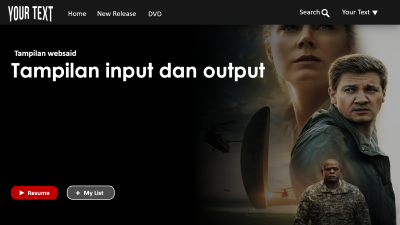 YOUR TEXT
Home New Release DVD
Search Your Text
Tampilan websaid
Tampilan input dan output
Resume
+ My List